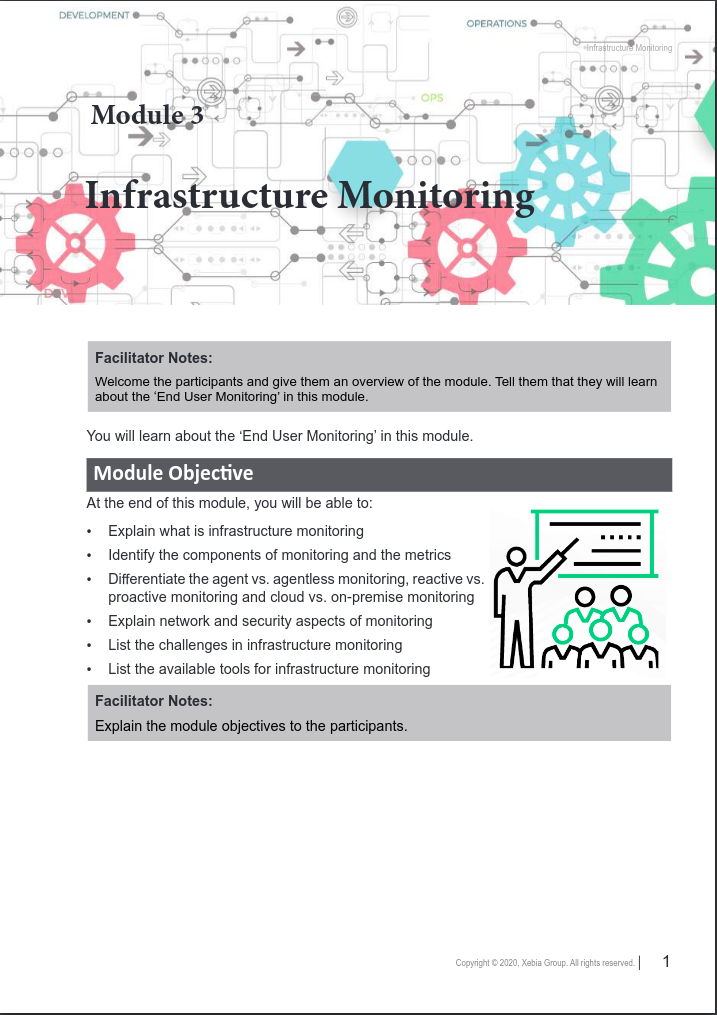 DEVELOPMENT
OPERATIONS
Infrastructure Monitoring
OPS
Module 3
Infrastructure Monitoring
DEV
Facilitator Notes:
Welcome the participants and give them an overview of the module. Tell them that they will learn
about the ‘End User Monitoring’ in this module.
You will learn about the ‘End User Monitoring’ in this module.
Module Objective
At the end of this module, you will be able to:
• Explain what is infrastructure monitoring
• Identify the components of monitoring and the metrics
• Differentiate the agent vs. agentless monitoring, reactive vs.
proactive monitoring and cloud vs. on-premise monitoring
• Explain network and security aspects of monitoring
• List the challenges in infrastructure monitoring
• List the available tools for infrastructure monitoring
Facilitator Notes:
Explain the module objectives to the participants.
Copyright © 2020, Xebia Group. All rights reserved. | 1